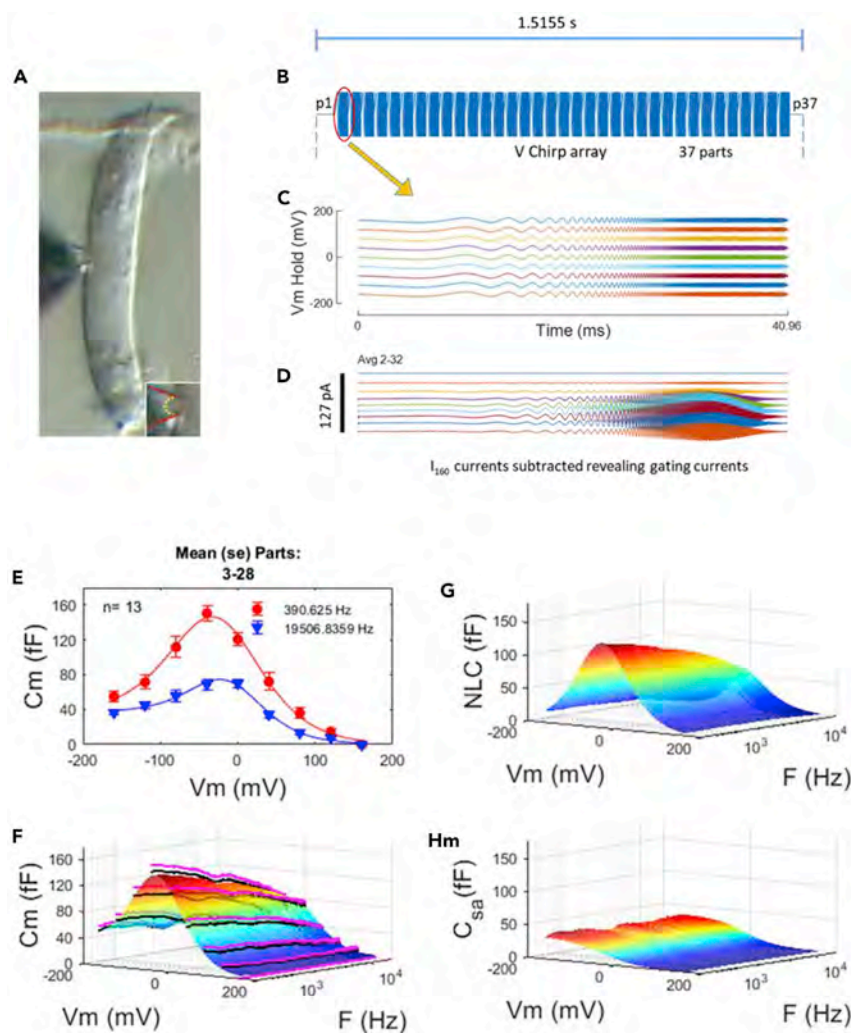 1.5155 s
A
B
p1
p37
V Chirp array 37 parts
C
200
0
-200
Vm Hold (mV)
0
Time (ms)
40.96
Avg 2-32
D
127 pA
I160 currents subtracted revealing gating currents
Mean (se) Parts:
3-28
E
n= 13
390.625 Hz
19506.8359 Hz
160
120
80
40
0
Cm (fF)
-200 -100 0 100 200
Vm (mV)
G
150
100
50
0
NLC (fF)
-200
0
200
Vm (mV)
10³
10⁴
F (Hz)
F
160
120
80
40
0
Cm (fF)
-200
0
200
Vm (mV)
10³
10⁴
F (Hz)
Hm
150
100
50
0
Csa(fF)
-200
0
200
Vm (mV)
10³
10⁴
F (Hz)